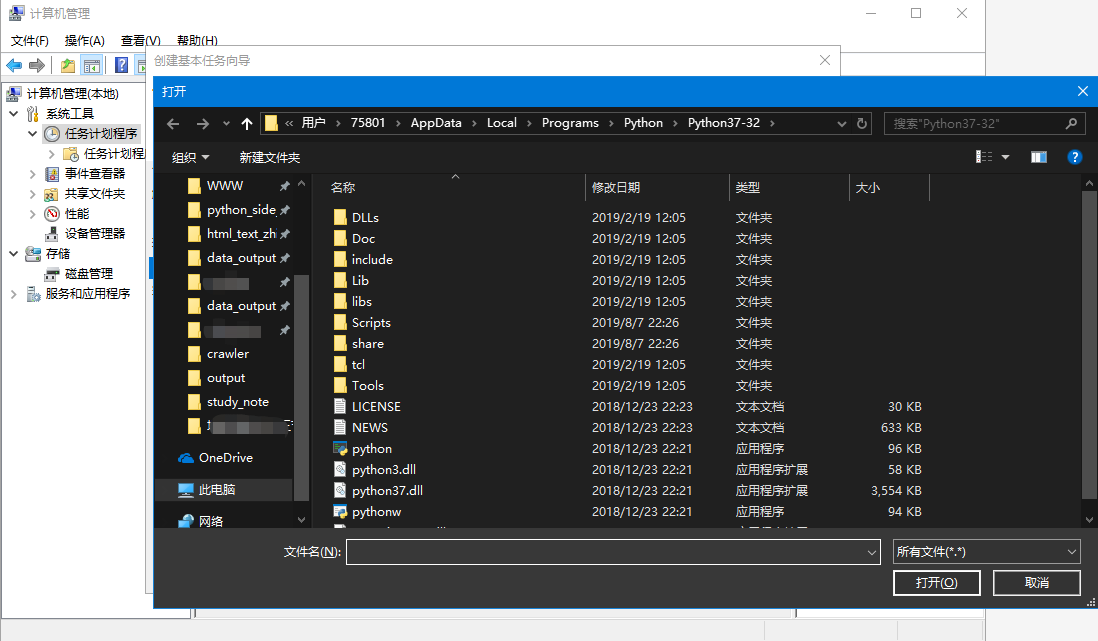 计算机管理
文件(F) 操作(A) 查看(V) 帮助(H)
创建基本任务向导
计算机管理(本地)
系统工具
任务计划程序
任务计划程
事件查看器
共享文件夹
性能
设备管理器
存储
磁盘管理
服务和应用程序
打开
« 用户 › 75801 › AppData › Local › Programs › Python › Python37-32 ›
搜索"Python37-32"
组织 新建文件夹
WWW
python_side
html_text_zh
data_output
data_output
crawler
output
study_note
OneDrive
此电脑
网络
名称 修改日期 类型 大小
DLLs 2019/2/19 12:05 文件夹
Doc 2019/2/19 12:05 文件夹
include 2019/2/19 12:05 文件夹
Lib 2019/2/19 12:05 文件夹
libs 2019/2/19 12:05 文件夹
Scripts 2019/8/7 22:26 文件夹
share 2019/8/7 22:26 文件夹
tcl 2019/2/19 12:05 文件夹
Tools 2019/2/19 12:05 文件夹
LICENSE 2018/12/23 22:23 文本文档 30 KB
NEWS 2018/12/23 22:23 文本文档 633 KB
python 2018/12/23 22:21 应用程序 96 KB
python3.dll 2018/12/23 22:21 应用程序扩展 58 KB
python37.dll 2018/12/23 22:21 应用程序扩展 3,554 KB
pythonw 2018/12/23 22:21 应用程序 94 KB
文件名(N):
所有文件(*.*)
打开(O) 取消